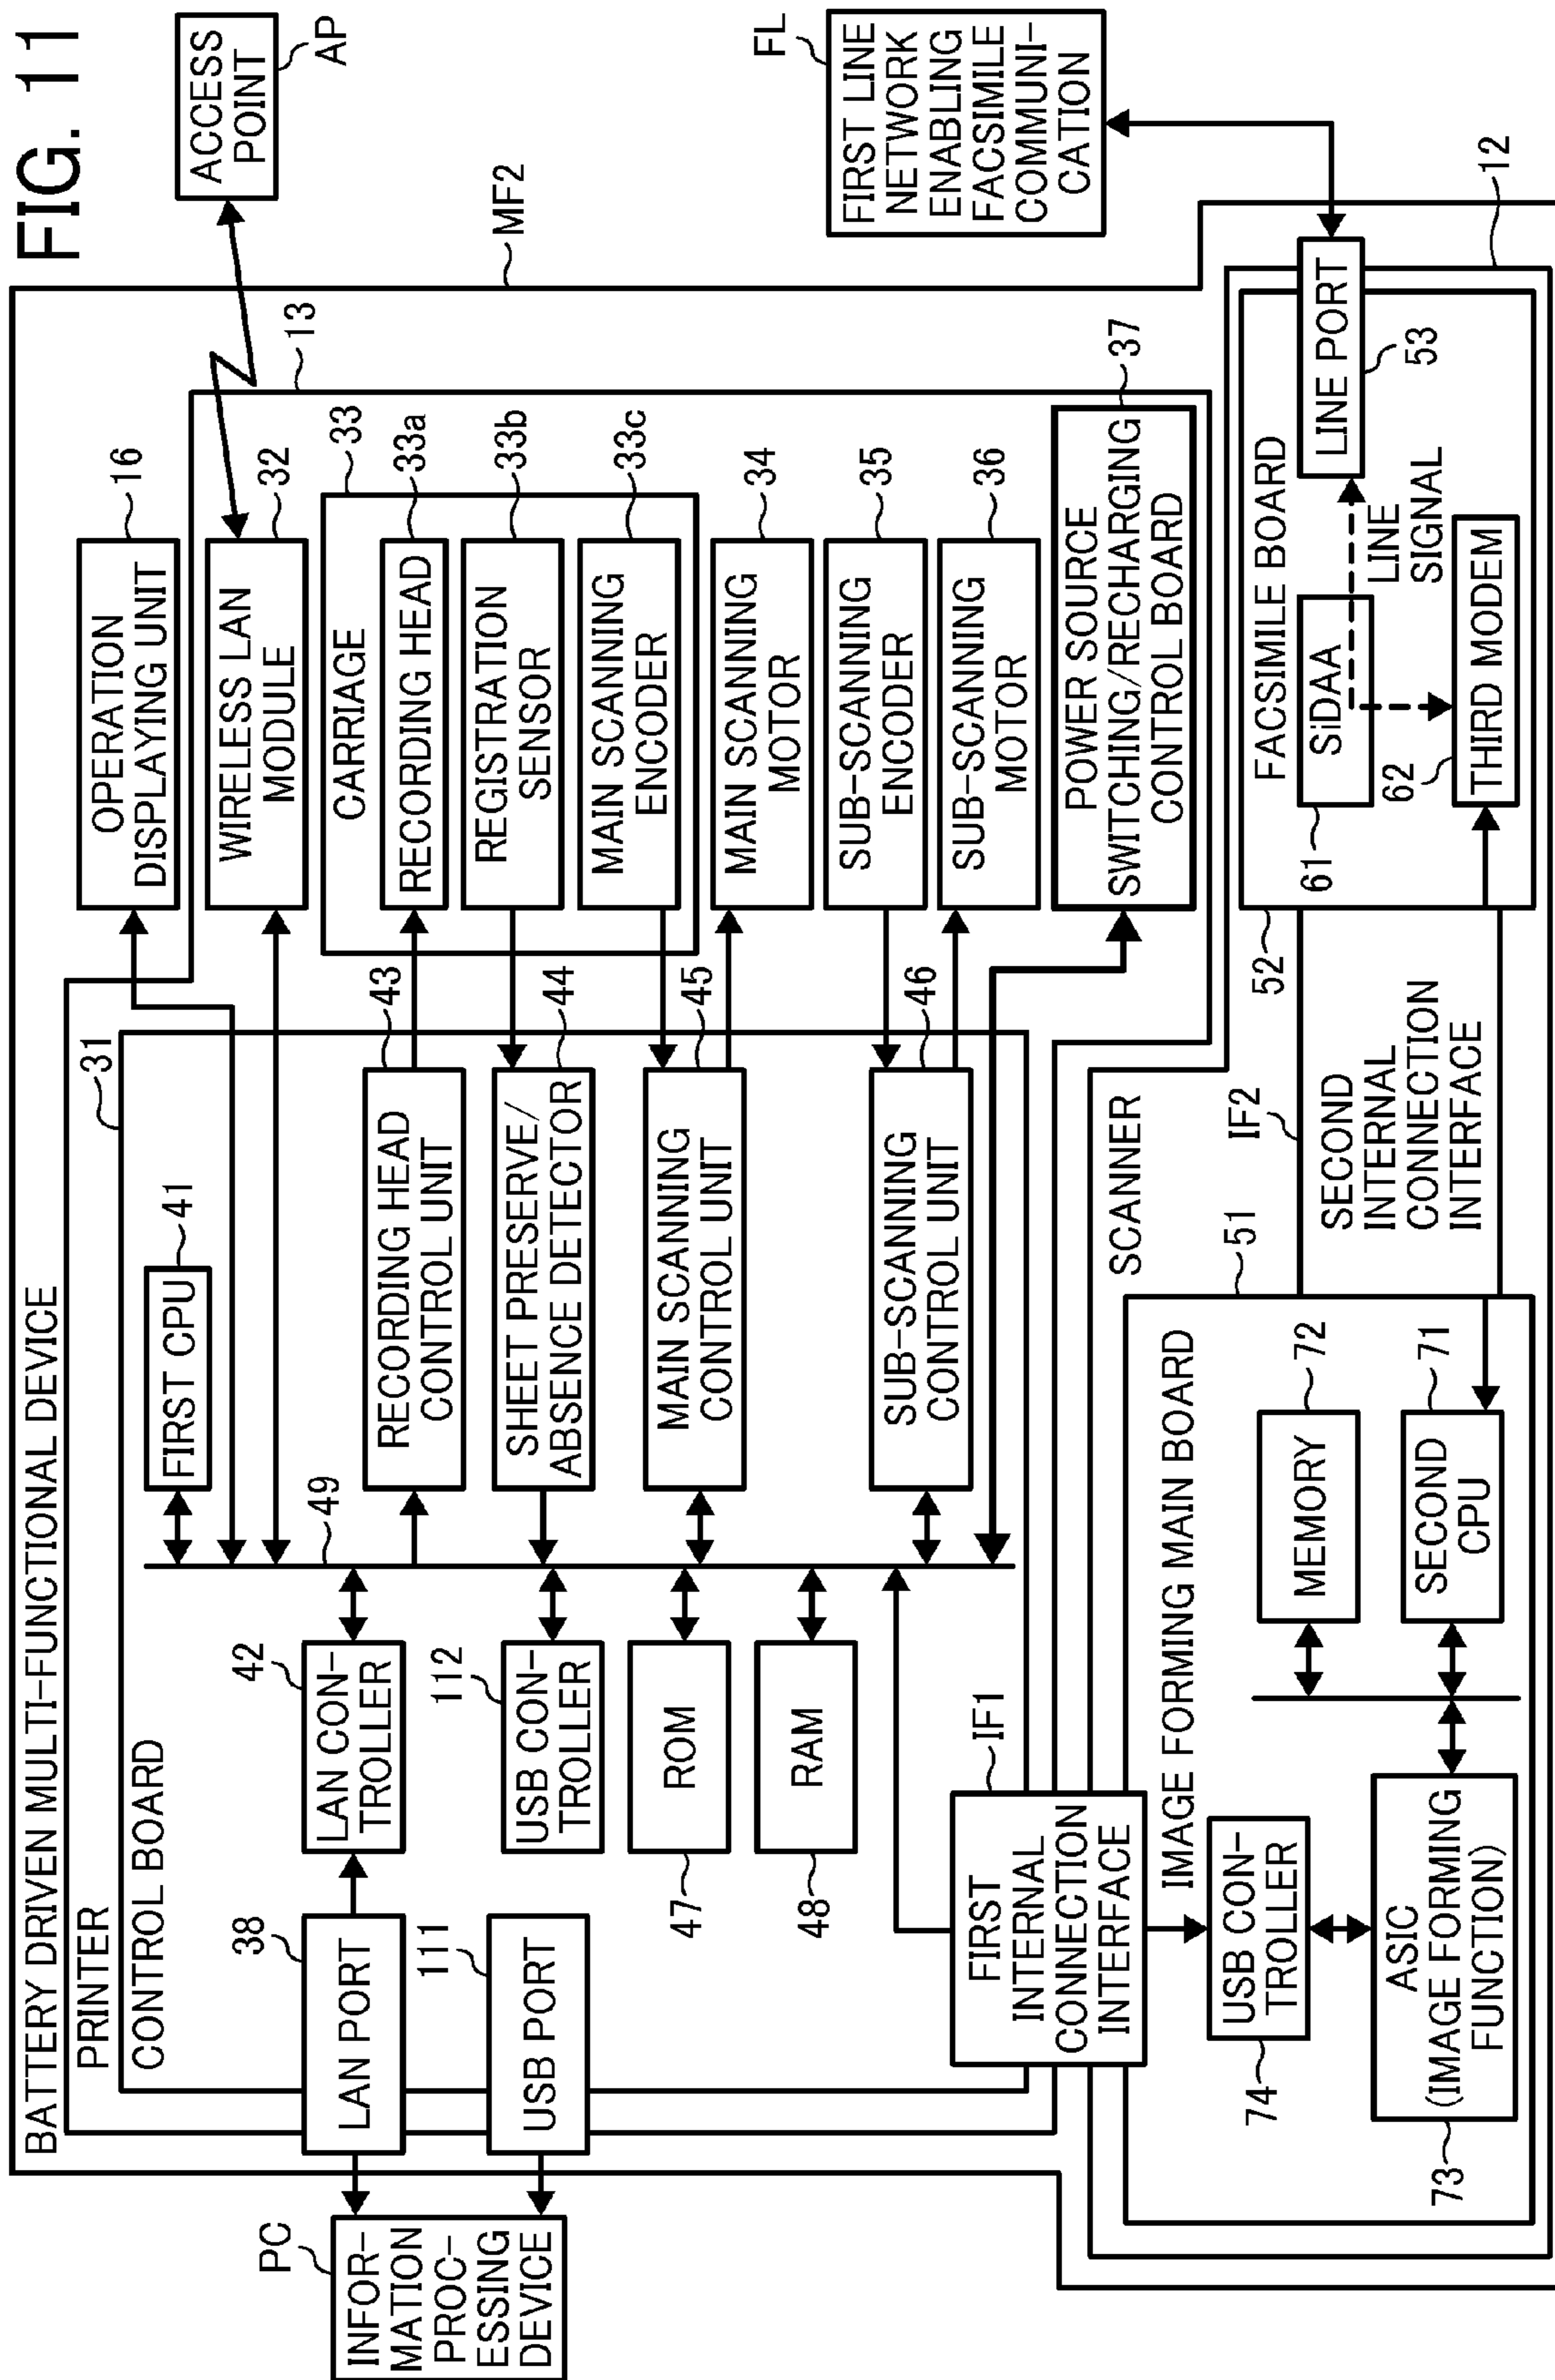 FIG. 11
BATTERY DRIVEN MULTI-FUNCTIONAL DEVICE
MF2
PRINTER
13
CONTROL BOARD
31
PC
INFOR-
MATION
PROC-
ESSING
DEVICE
38
LAN PORT
111
USB PORT
42
LAN CON-
TROLLER
112
USB CON-
TROLLER
ROM
47
RAM
48
49
FIRST CPU
41
RECORDING HEAD
CONTROL UNIT
43
SHEET PRESERVE/
ABSENCE DETECTOR
44
MAIN SCANNING
CONTROL UNIT
45
SUB-SCANNING
CONTROL UNIT
46
OPERATION
DISPLAYING UNIT
16
WIRELESS LAN
MODULE
32
CARRIAGE
33
RECORDING HEAD
33a
REGISTRATION
SENSOR
33b
MAIN SCANNING
ENCODER
33c
MAIN SCANNING
MOTOR
34
SUB-SCANNING
ENCODER
35
SUB-SCANNING
MOTOR
36
POWER SOURCE
SWITCHING/RECHARGING
CONTROL BOARD
37
ACCESS
POINT
AP
FL
FIRST LINE
NETWORK
ENABLING
FACSIMILE
COMMUNI-
CATION
FIRST
INTERNAL
CONNECTION
INTERFACE
IF1
SCANNER
12
IMAGE FORMING MAIN BOARD
51
USB CON-
TROLLER
74
ASIC
(IMAGE FORMING
FUNCTION)
73
MEMORY
72
SECOND
CPU
71
IF2
SECOND
INTERNAL
CONNECTION
INTERFACE
52
FACSIMILE BOARD
SiDAA
61
62
THIRD MODEM
LINE
SIGNAL
LINE PORT
53